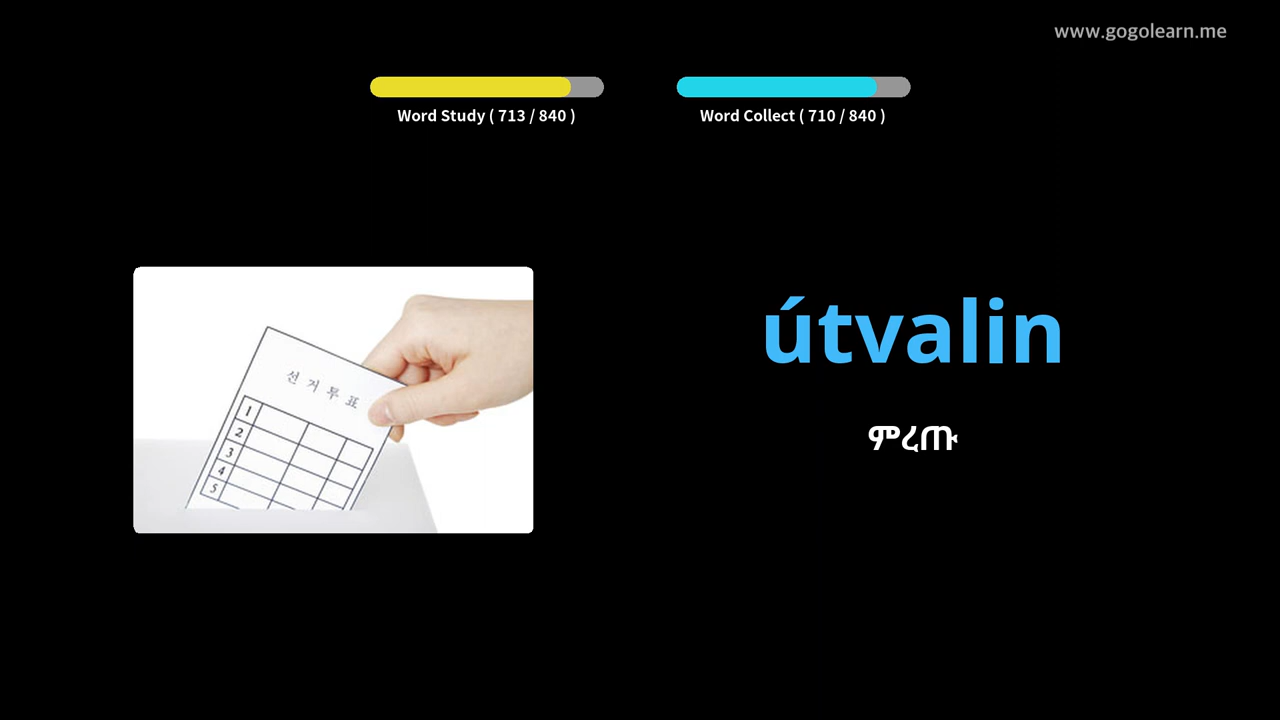 www.gogolearn.me
Word Study ( 713 / 840 )
Word Collect ( 710 / 840 )
선거투표
1
2
3
4
5
útvalin
ምረጡ